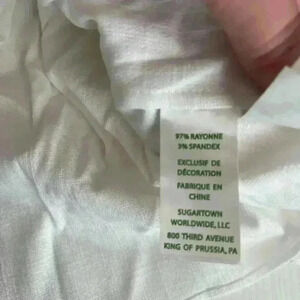 97% RAYONNE
3% SPANDEX
EXCLUSIF DE
DÉCORATION
FABRIQUE EN
CHINE
SUGARTOWN
WORLDWIDE, LLC
800 THIRD AVENUE
KING OF PRUSSIA, PA